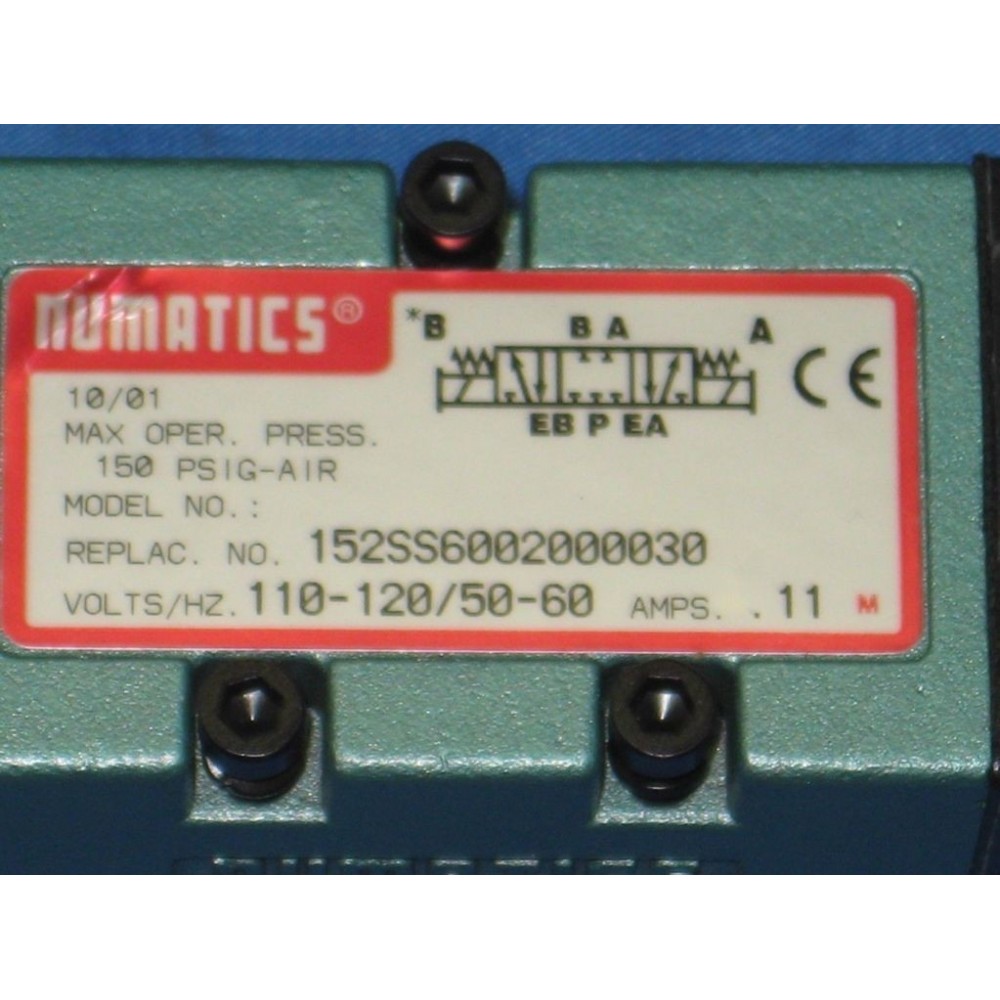 NUMATICS®
*B B A A CE
EB P EA
10/01
MAX OPER. PRESS.
150 PSIG-AIR
MODEL NO.:
REPLAC. NO. 152SS6002000030
VOLTS/HZ. 110-120/50-60 AMPS. .11 M